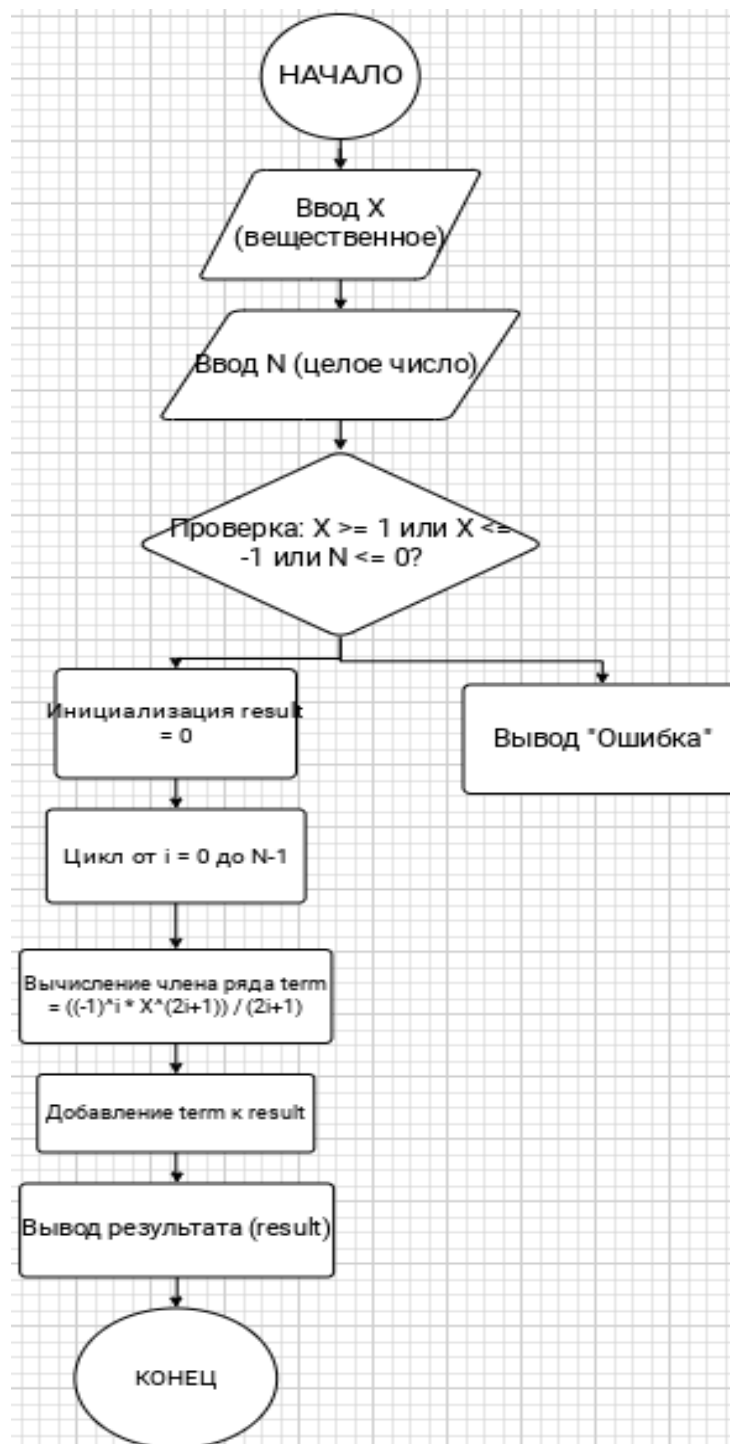 НАЧАЛО
Ввод X
(вещественное)
Ввод N (целое число)
Проверка: X >= 1 или X <=
-1 или N <= 0?
Инициализация result
= 0
Вывод "Ошибка"
Цикл от i = 0 до N-1
Вычисление члена ряда term
= ((-1)^i * X^(2i+1)) / (2i+1)
Добавление term к result
Вывод результата (result)
КОНЕЦ